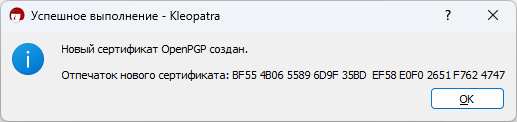 Успешное выполнение - Kleopatra
Новый сертификат OpenPGP создан.
Отпечаток нового сертификата: BF55 4B06 5589 6D9F 35BD  EF58 E0F0 2651 F762 4747
OK